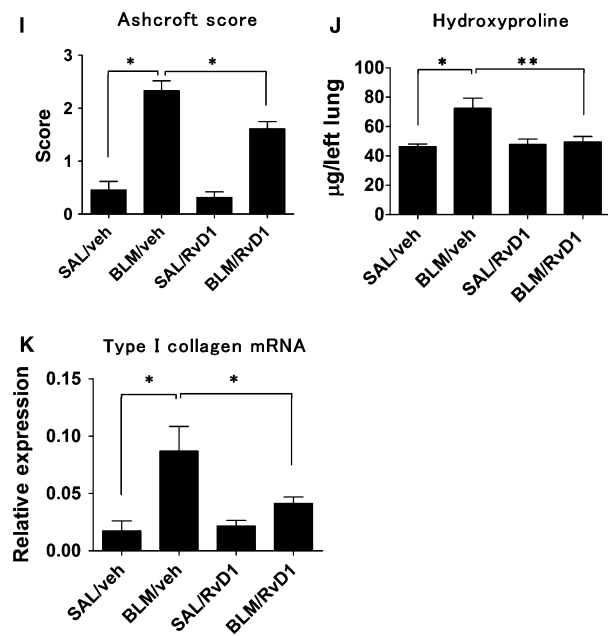 I
Ashcroft score
Score
3
2
1
0
*
*
SAL/veh
BLM/veh
SAL/RvD1
BLM/RvD1
J
Hydroxyproline
μg/left lung
100
80
60
40
20
0
*
**
SAL/veh
BLM/veh
SAL/RvD1
BLM/RvD1
K
Type I collagen mRNA
Relative expression
0.15
0.10
0.05
0.00
*
*
SAL/veh
BLM/veh
SAL/RvD1
BLM/RvD1